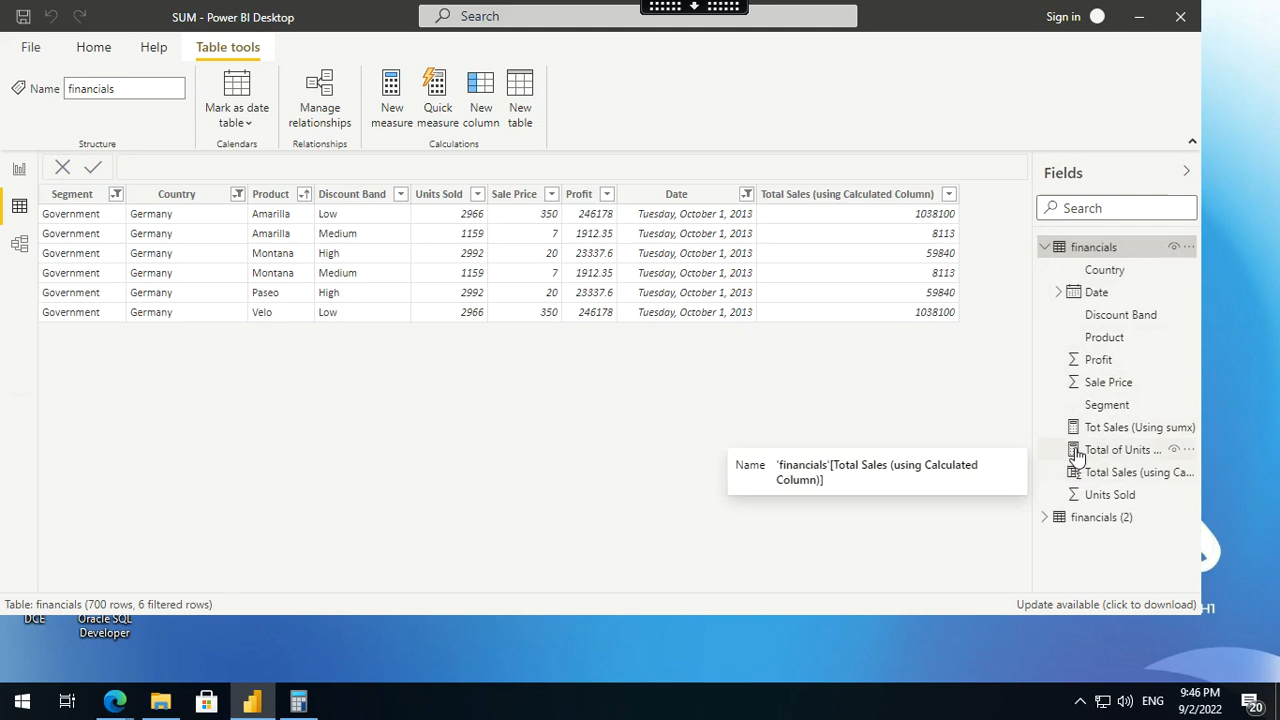 SUM - Power BI Desktop
Search
Sign in
File
Home
Help
Table tools
Name
financials
Mark as date
table
Manage
relationships
New
measure
Quick
measure
New
column
New
table
Structure
Calendars
Relationships
Calculations
Segment Country Product Discount Band Units Sold Sale Price Profit Date Total Sales (using Calculated Column)
Government Germany Amarilla Low 2966 350 246178 Tuesday, October 1, 2013 1038100
Government Germany Amarilla Medium 1159 7 1912.35 Tuesday, October 1, 2013 8113
Government Germany Montana High 2992 20 23337.6 Tuesday, October 1, 2013 59840
Government Germany Montana Medium 1159 7 1912.35 Tuesday, October 1, 2013 8113
Government Germany Paseo High 2992 20 23337.6 Tuesday, October 1, 2013 59840
Government Germany Velo Low 2966 350 246178 Tuesday, October 1, 2013 1038100
Name 'financials'[Total Sales (using Calculated
Column)]
Fields
Search
financials
Country
Date
Discount Band
Product
Profit
Sale Price
Segment
Tot Sales (Using sumx)
Total of Units ...
Total Sales (using Ca...
Units Sold
financials (2)
Table: financials (700 rows, 6 filtered rows)
Update available (click to download)
H1
DCE
Oracle SQL
Developer
ENG
9:46 PM
9/2/2022
20